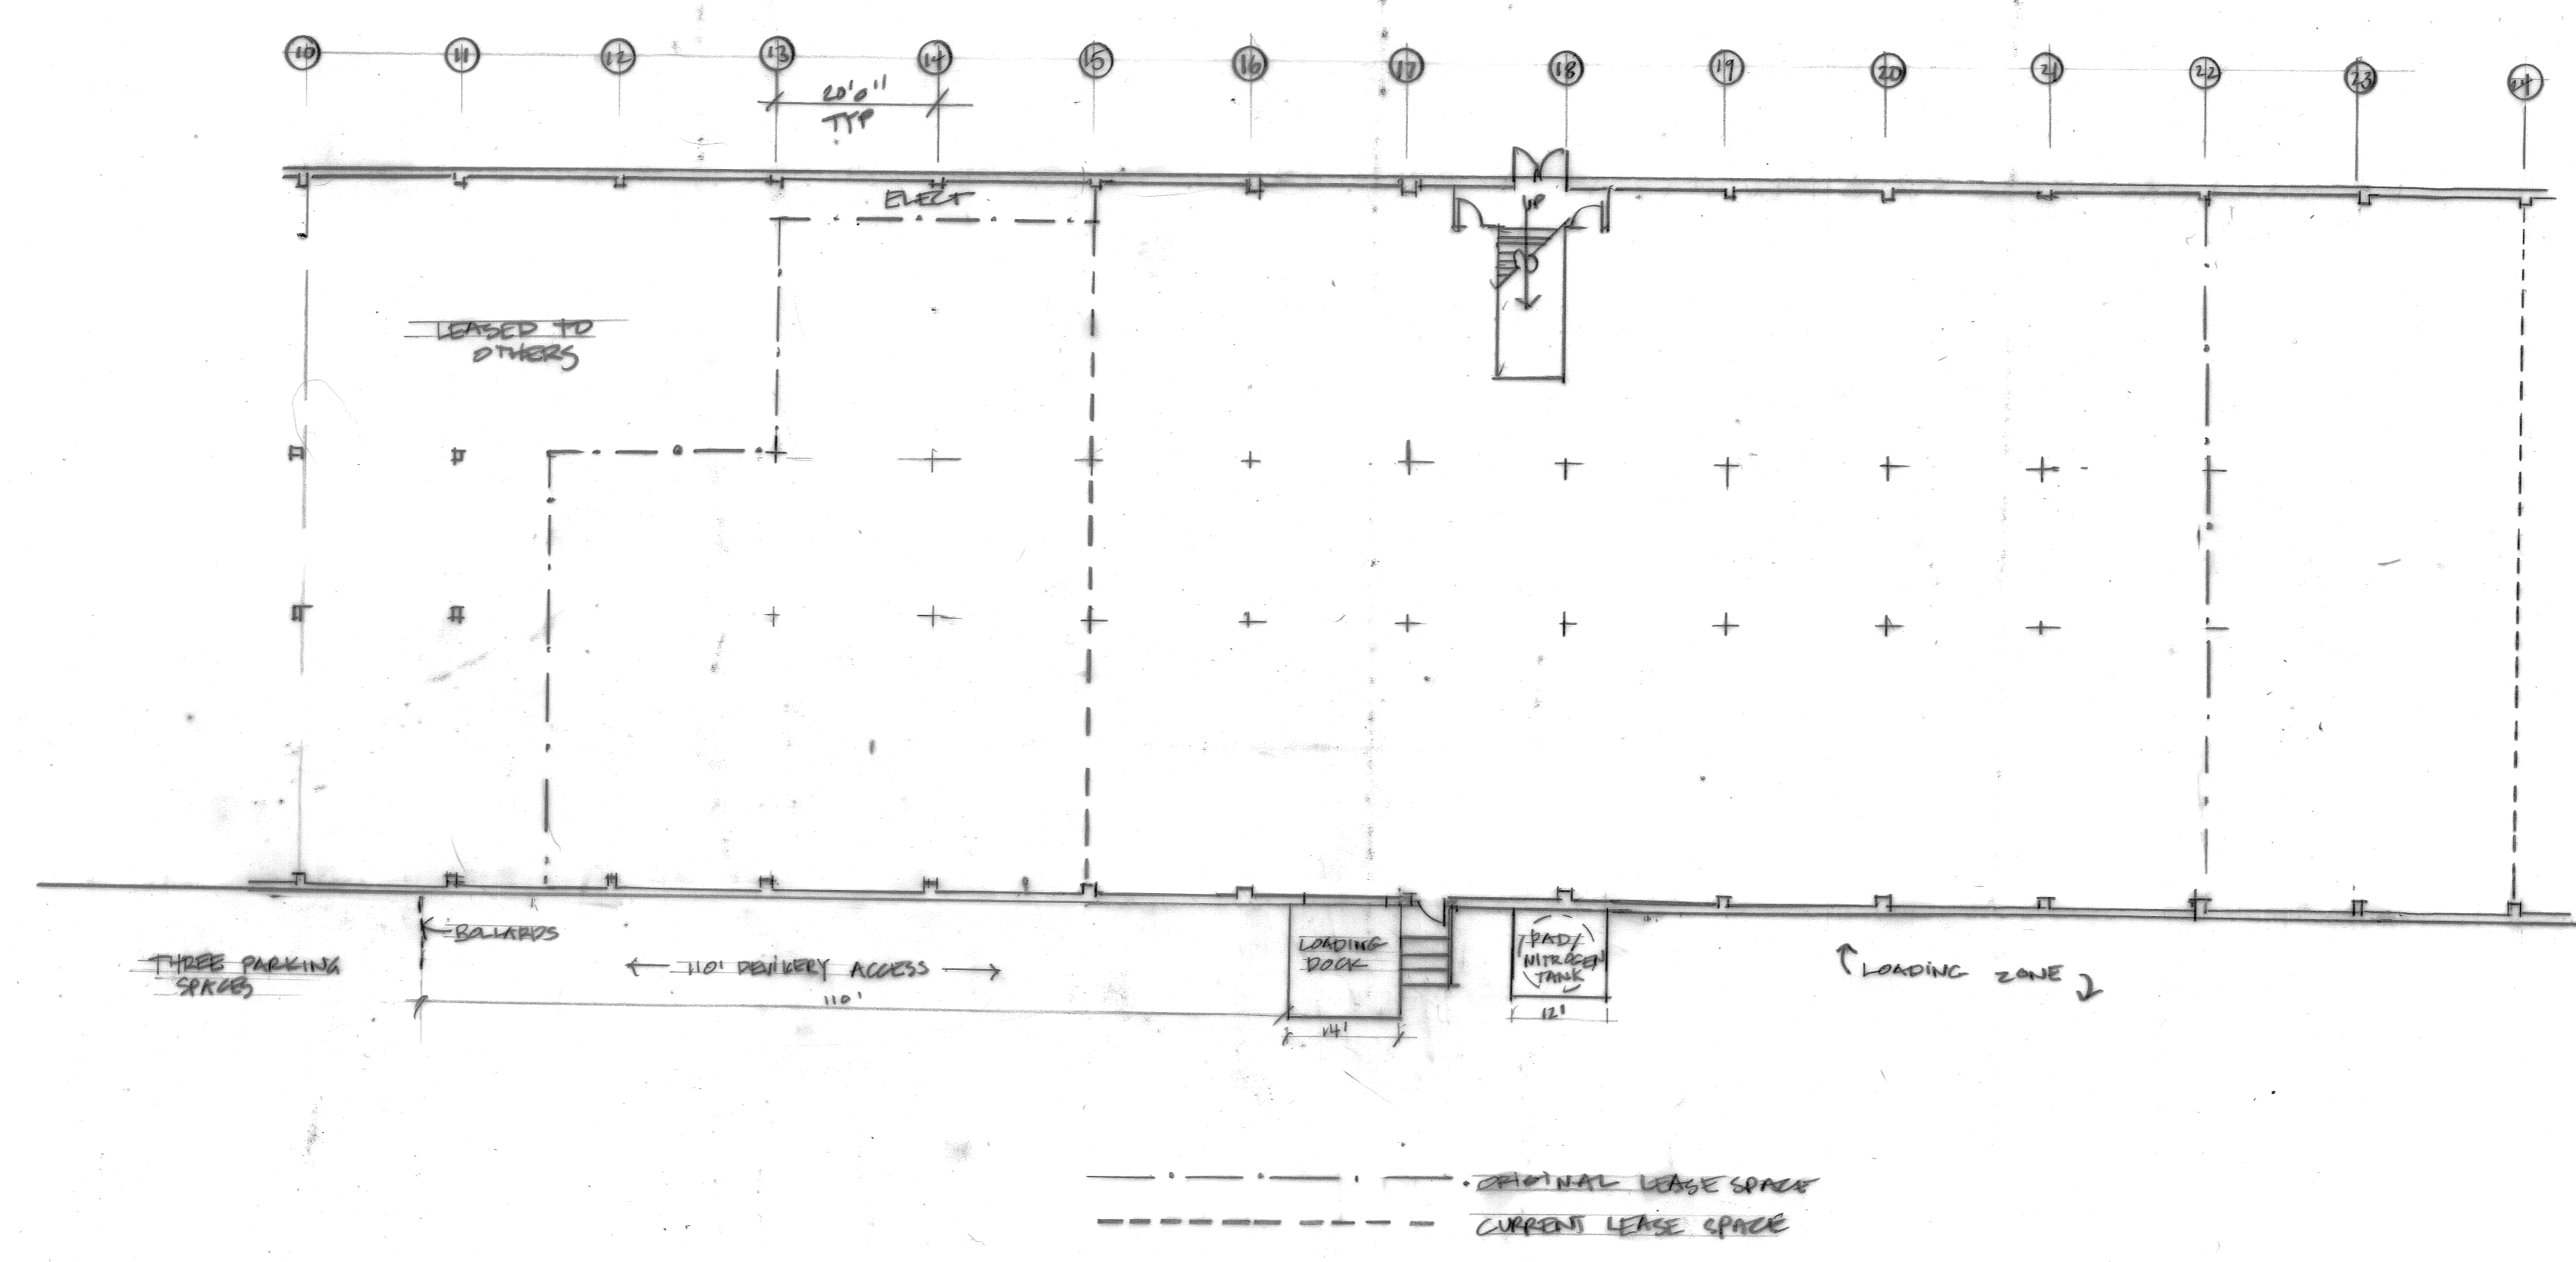 10 11 12 13 14 15 16 17 18 19 20 21 22 23 24
20'0"
TYP
ELECT
UP
LEASED TO
OTHERS
BOLLARDS
THREE PARKING
SPACES
110' DELIVERY ACCESS
110'
LOADING
DOCK
14'
PAD/
NITROGEN
TANK
12'
LOADING ZONE
ORIGINAL LEASE SPACE
CURRENT LEASE SPACE